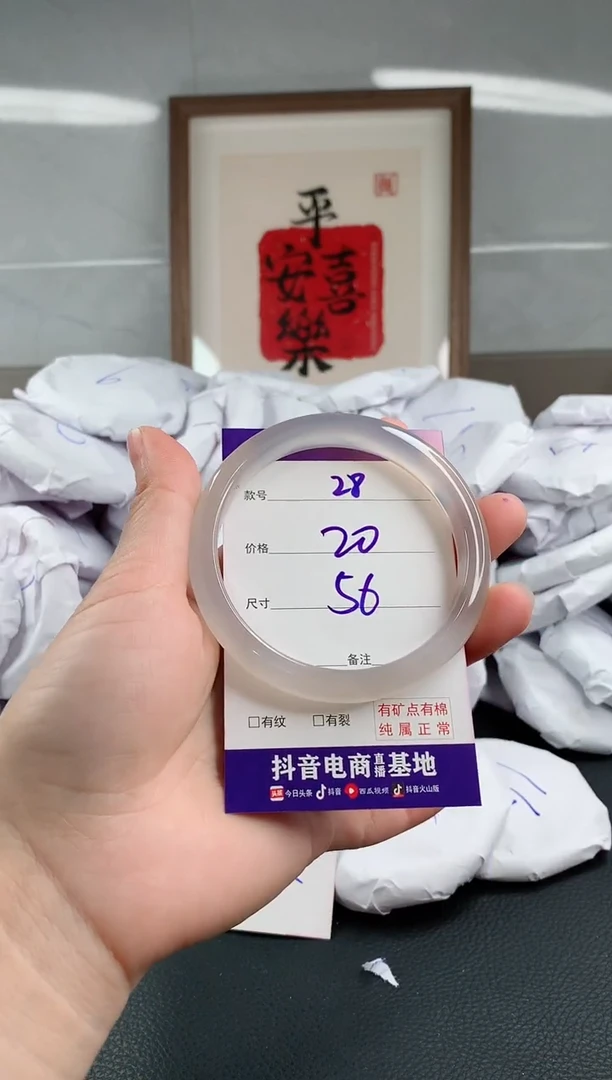 平
安喜
樂
款号 28
价格 20
尺寸 56
备注
□有纹 □有裂
有矿点有棉
纯属正常
抖音电商直播基地
头条 今日头条 抖音 西瓜视频 抖音火山版